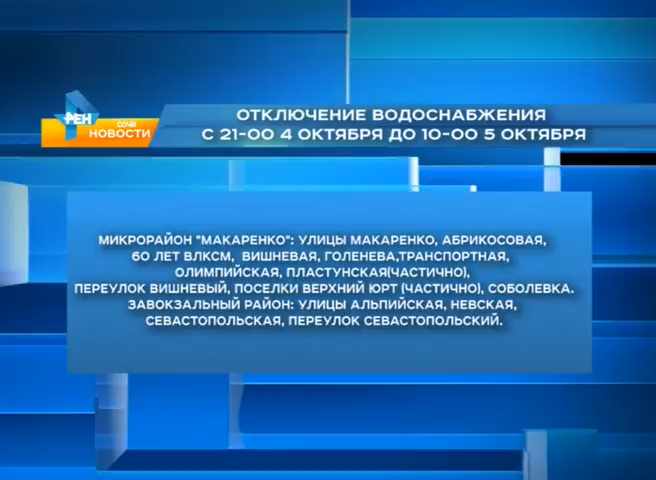 РЕН
СОЧИ
НОВОСТИ
ОТКЛЮЧЕНИЕ ВОДОСНАБЖЕНИЯ
С 21-00 4 ОКТЯБРЯ ДО 10-00 5 ОКТЯБРЯ
МИКРОРАЙОН "МАКАРЕНКО": УЛИЦЫ МАКАРЕНКО, АБРИКОСОВАЯ,
60 ЛЕТ ВЛКСМ, ВИШНЕВАЯ, ГОЛЕНЕВА,ТРАНСПОРТНАЯ,
ОЛИМПИЙСКАЯ, ПЛАСТУНСКАЯ(ЧАСТИЧНО),
ПЕРЕУЛОК ВИШНЕВЫЙ, ПОСЕЛКИ ВЕРХНИЙ ЮРТ (ЧАСТИЧНО), СОБОЛЕВКА.
ЗАВОКЗАЛЬНЫЙ РАЙОН: УЛИЦЫ АЛЬПИЙСКАЯ, НЕВСКАЯ,
СЕВАСТОПОЛЬСКАЯ, ПЕРЕУЛОК СЕВАСТОПОЛЬСКИЙ.